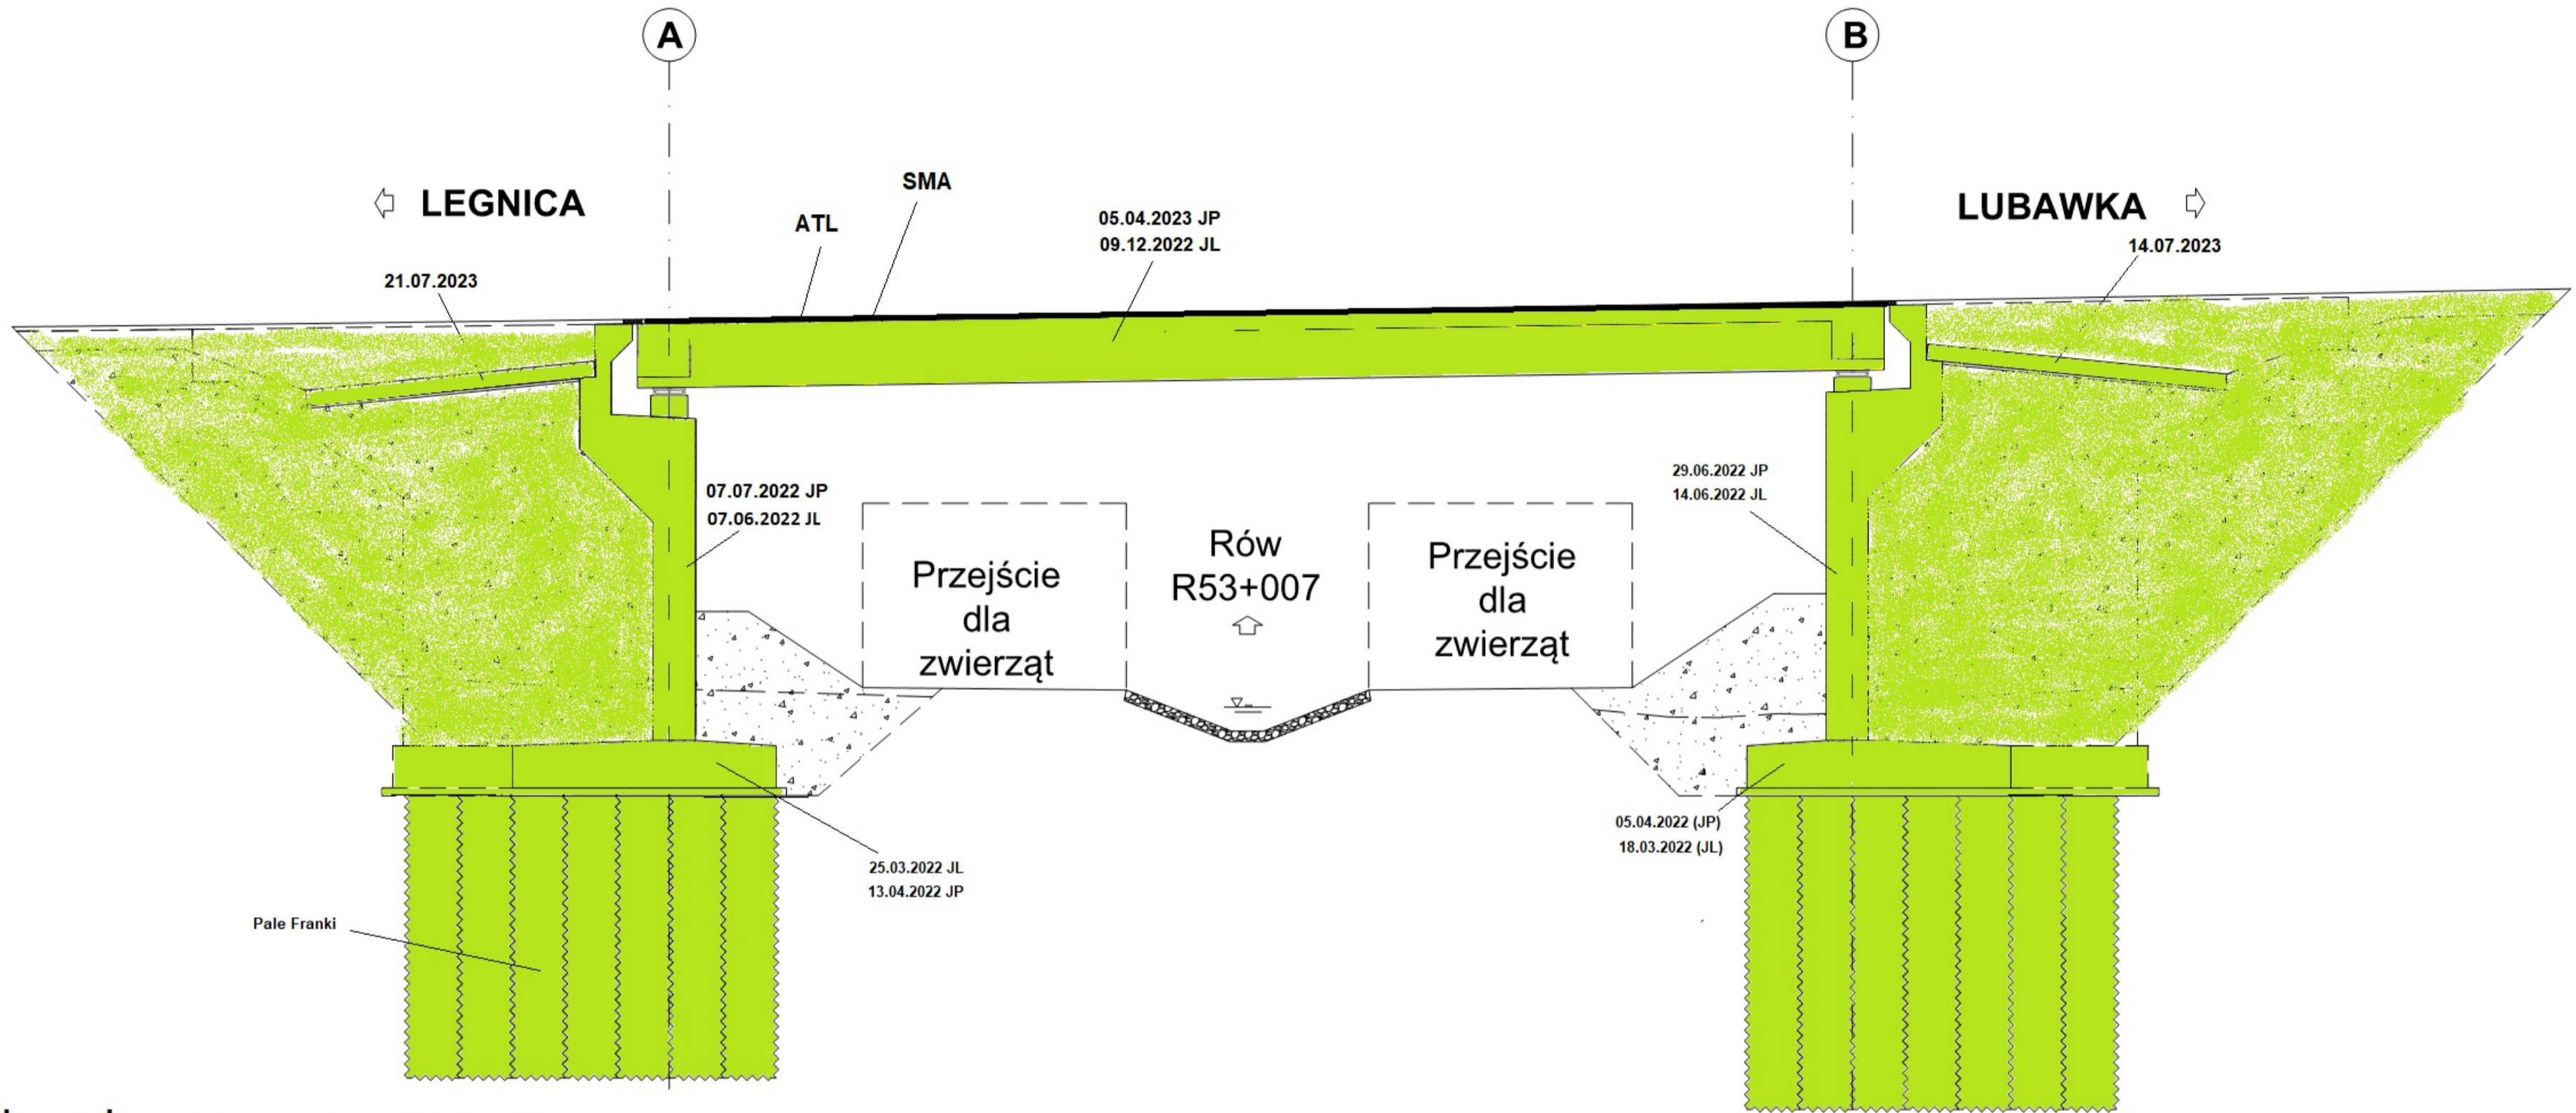 A
B
LEGNICA
LUBAWKA
SMA
ATL
05.04.2023 JP
09.12.2022 JL
14.07.2023
21.07.2023
07.07.2022 JP
07.06.2022 JL
29.06.2022 JP
14.06.2022 JL
Przejście
dla
zwierząt
Rów
R53+007
Przejście
dla
zwierząt
05.04.2022 (JP)
18.03.2022 (JL)
25.03.2022 JL
13.04.2022 JP
Pale Franki